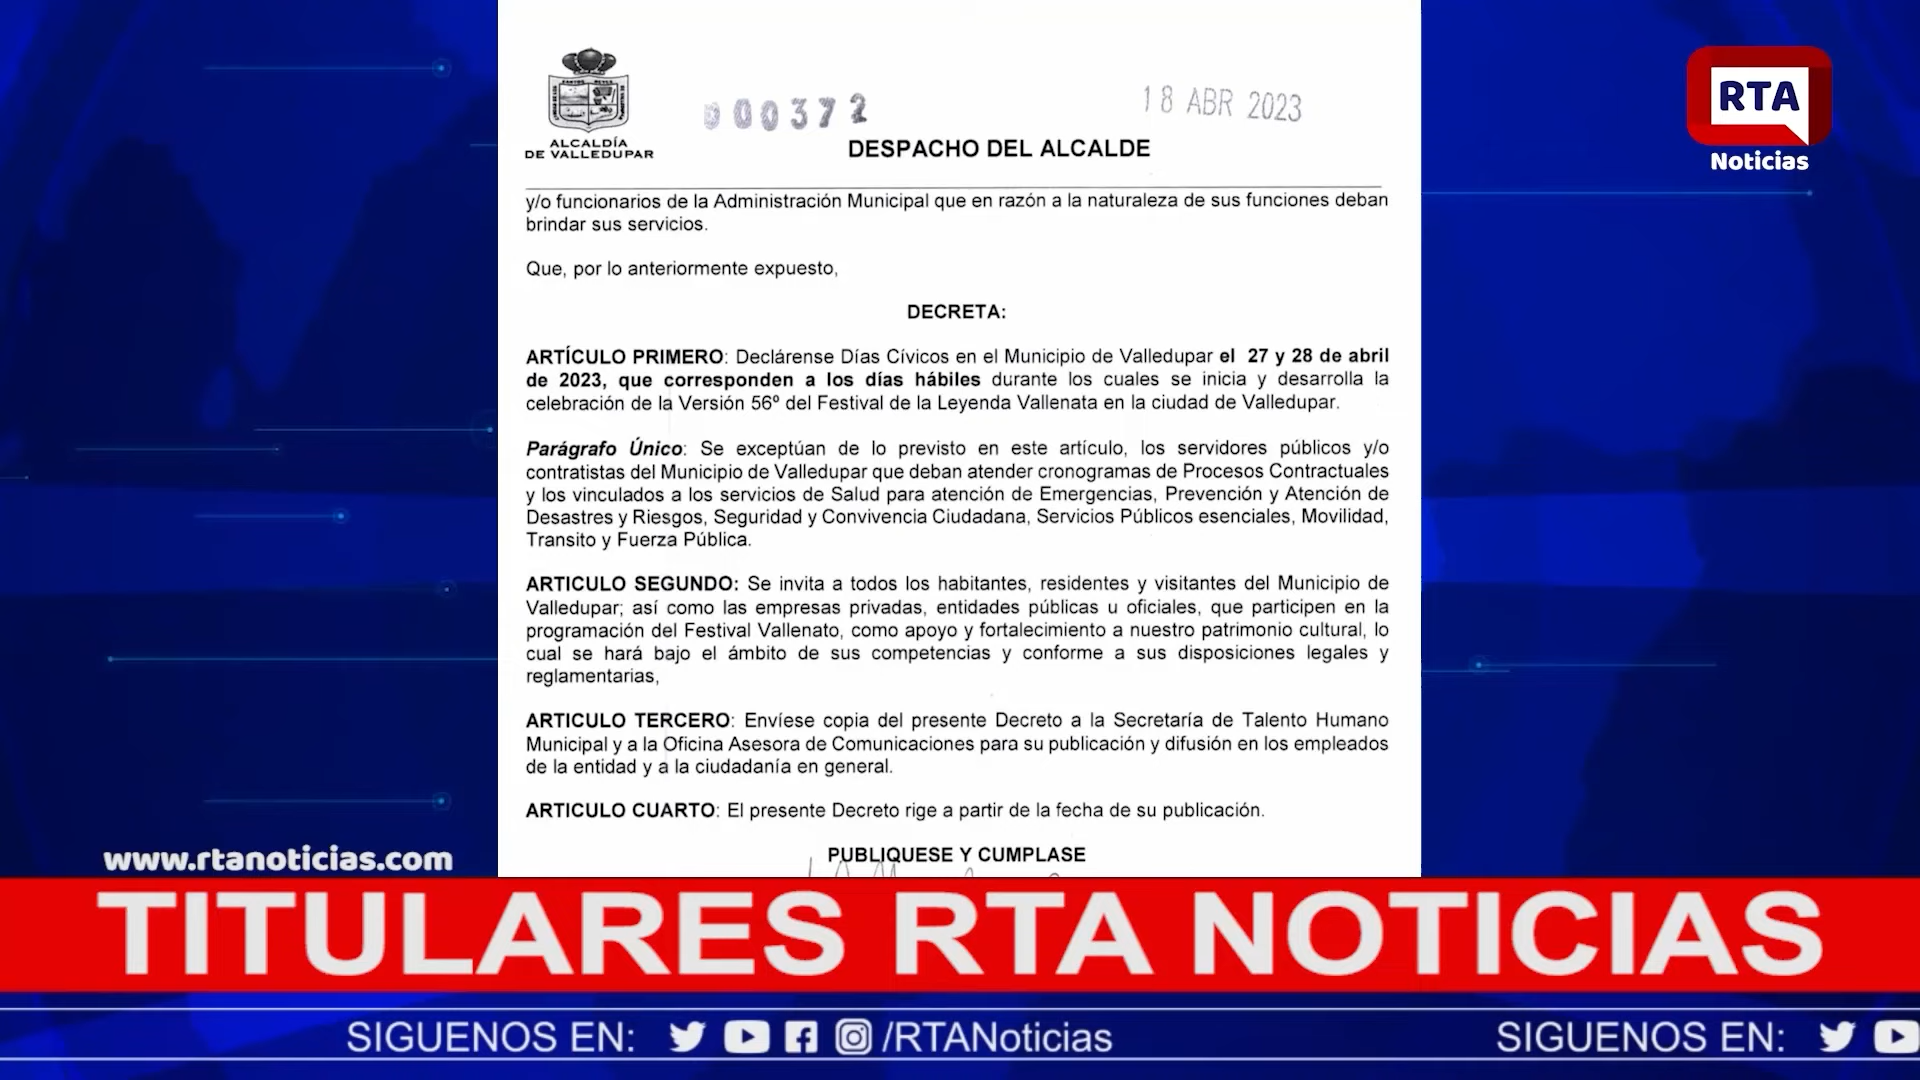 RTA
Noticias
000372
18 ABR 2023
ALCALDÍA
DE VALLEDUPAR
DESPACHO DEL ALCALDE
y/o funcionarios de la Administración Municipal que en razón a la naturaleza de sus funciones deban
brindar sus servicios.
Que, por lo anteriormente expuesto,
DECRETA:
ARTÍCULO PRIMERO: Declárense Días Cívicos en el Municipio de Valledupar el 27 y 28 de abril
de 2023, que corresponden a los días hábiles durante los cuales se inicia y desarrolla la
celebración de la Versión 56º del Festival de la Leyenda Vallenata en la ciudad de Valledupar.
Parágrafo Único: Se exceptúan de lo previsto en este artículo, los servidores públicos y/o
contratistas del Municipio de Valledupar que deban atender cronogramas de Procesos Contractuales
y los vinculados a los servicios de Salud para atención de Emergencias, Prevención y Atención de
Desastres y Riesgos, Seguridad y Convivencia Ciudadana, Servicios Públicos esenciales, Movilidad,
Transito y Fuerza Pública.
ARTICULO SEGUNDO: Se invita a todos los habitantes, residentes y visitantes del Municipio de
Valledupar; así como las empresas privadas, entidades públicas u oficiales, que participen en la
programación del Festival Vallenato, como apoyo y fortalecimiento a nuestro patrimonio cultural, lo
cual se hará bajo el ámbito de sus competencias y conforme a sus disposiciones legales y
reglamentarias,
ARTICULO TERCERO: Envíese copia del presente Decreto a la Secretaría de Talento Humano
Municipal y a la Oficina Asesora de Comunicaciones para su publicación y difusión en los empleados
de la entidad y a la ciudadanía en general.
ARTICULO CUARTO: El presente Decreto rige a partir de la fecha de su publicación.
PUBLIQUESE Y CUMPLASE
www.rtanoticias.com
TITULARES RTA NOTICIAS
SIGUENOS EN: /RTANoticias
SIGUENOS EN: